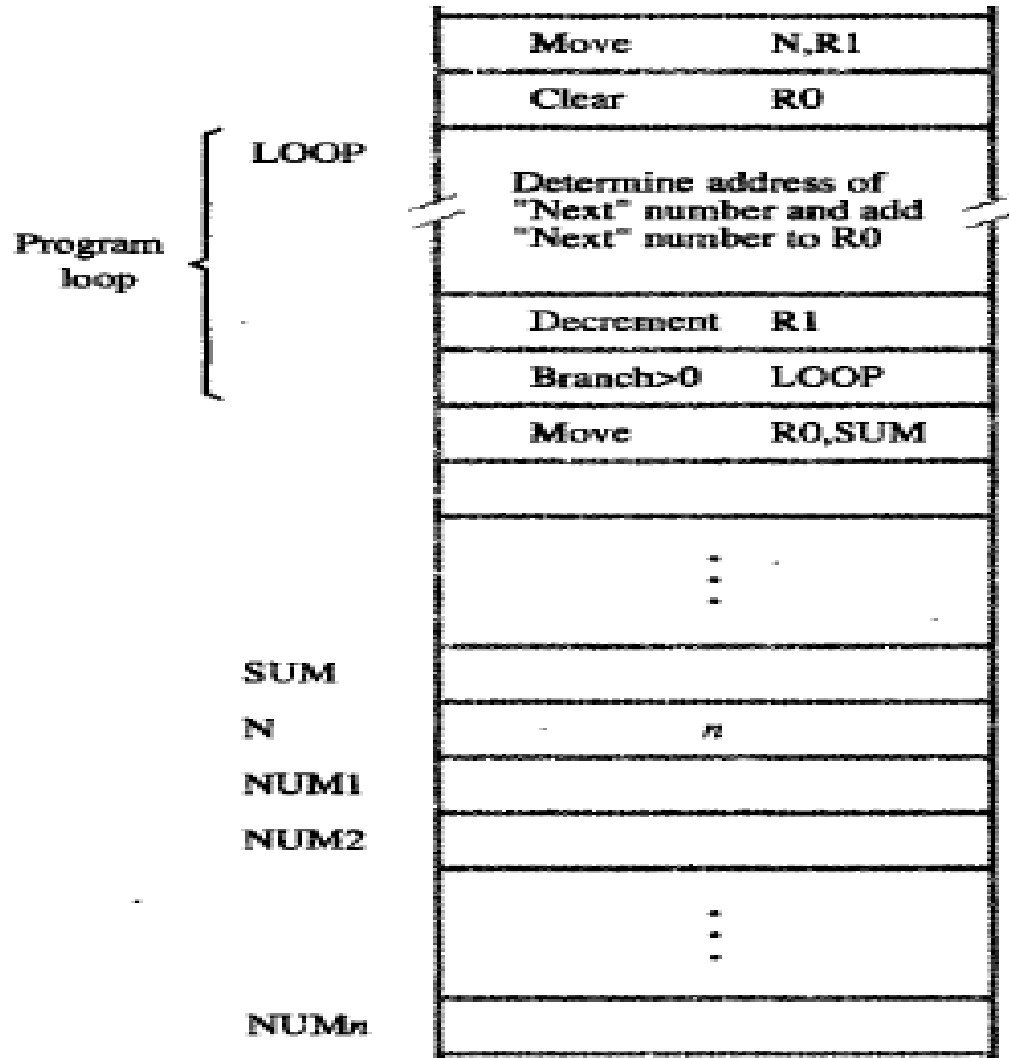 Move N,R1
Clear R0
LOOP
Determine address of
"Next" number and add
"Next" number to R0
Program
loop
Decrement R1
Branch>0 LOOP
Move R0,SUM
SUM
N n
NUM1
NUM2
NUMn